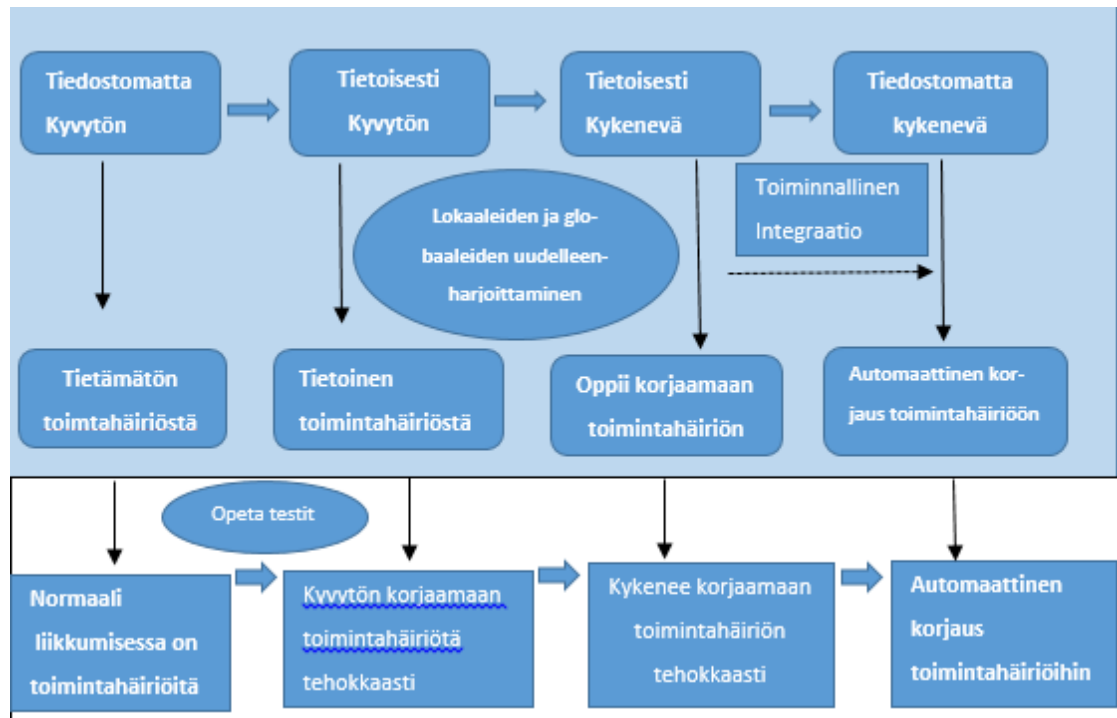 Tiedostomatta
Kyvytön
Tietoisesti
Kyvytön
Tietoisesti
Kykenevä
Tiedostomatta
kykenevä
Toiminnallinen
Integraatio
Lokaaleiden ja glo-
baaleiden uudelleen-
harjoittaminen
Tietämätön
toimtahäiriöstä
Tietoinen
toimintahäiriöstä
Oppii korjaamaan
toimintahäiriön
Automaattinen kor-
jaus toimintahäiriöön
Opeta testit
Normaali
liikkumisessa on
toimintahäiriöitä
Kyvytön korjaamaan
toimintahäiriötä
tehokkaasti
Kykenee korjaamaan
toimintahäiriön
tehokkaasti
Automaattinen
korjaus
toimintahäiriöihin